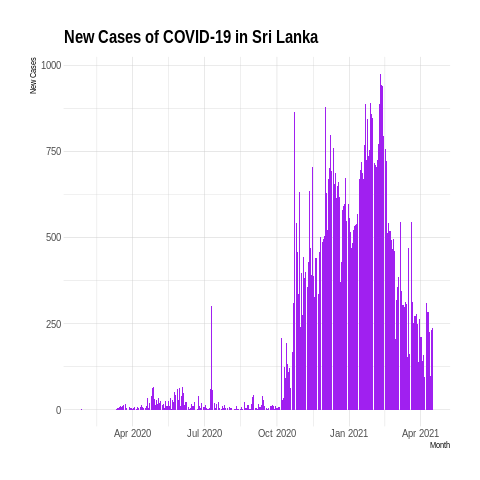 New Cases of COVID-19 in Sri Lanka
New Cases
1000
750
500
250
0
Apr 2020 Jul 2020 Oct 2020 Jan 2021 Apr 2021
Month